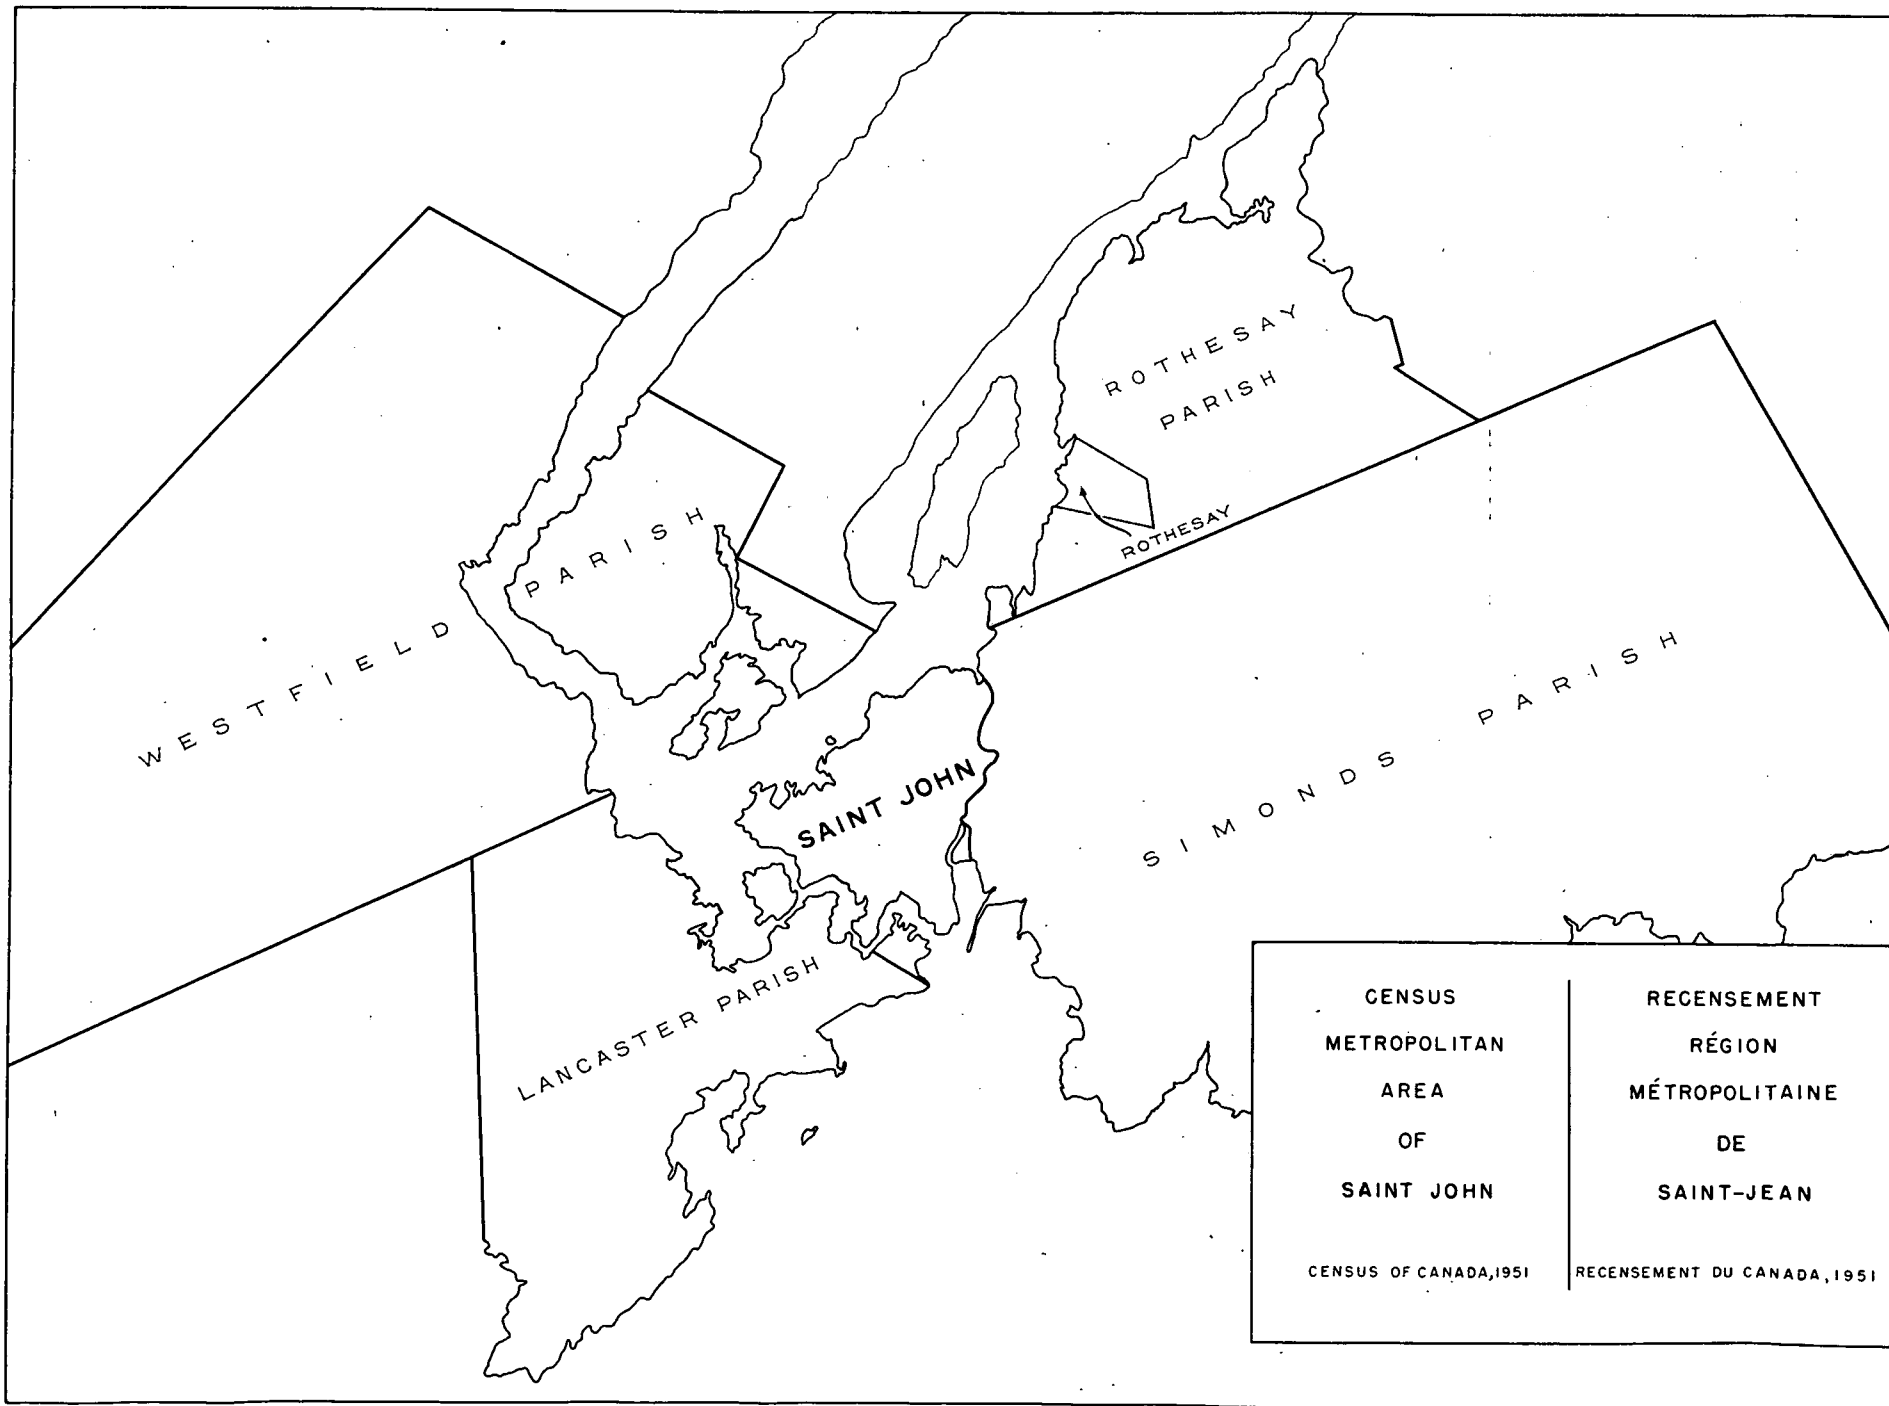 ROTHESAY
PARISH
ROTHESAY
WESTFIELD PARISH
SIMONDS PARISH
SAINT JOHN
LANCASTER PARISH
CENSUS
METROPOLITAN
AREA
OF
SAINT JOHN
CENSUS OF CANADA, 1951
RECENSEMENT
RÉGION
MÉTROPOLITAINE
DE
SAINT-JEAN
RECENSEMENT DU CANADA, 1951